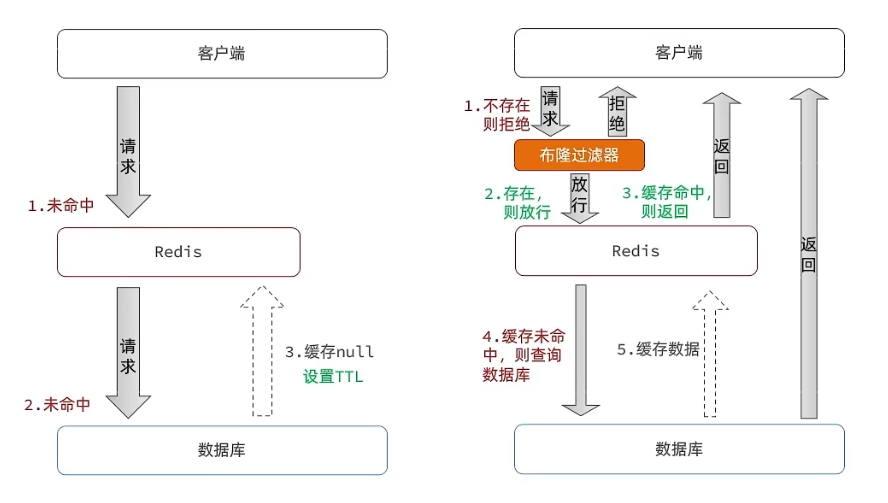 客户端
请求
1.未命中
Redis
请求
3.缓存null
设置TTL
2.未命中
数据库
客户端
1.不存在
则拒绝
请求
拒绝
布隆过滤器
返回
2.存在,
则放行
放行
3.缓存命中,
则返回
Redis
返回
4.缓存未命
中，则查询
数据库
5.缓存数据
数据库